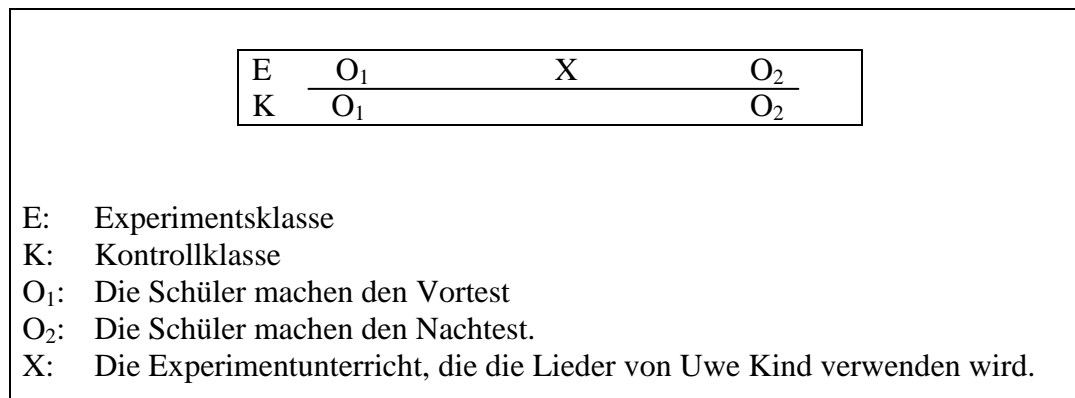 E O₁ X O₂
K O₁ O₂
E: Experimentsklasse
K: Kontrollklasse
O₁: Die Schüler machen den Vortest
O₂: Die Schüler machen den Nachtest.
X: Die Experimentunterricht, die die Lieder von Uwe Kind verwenden wird.